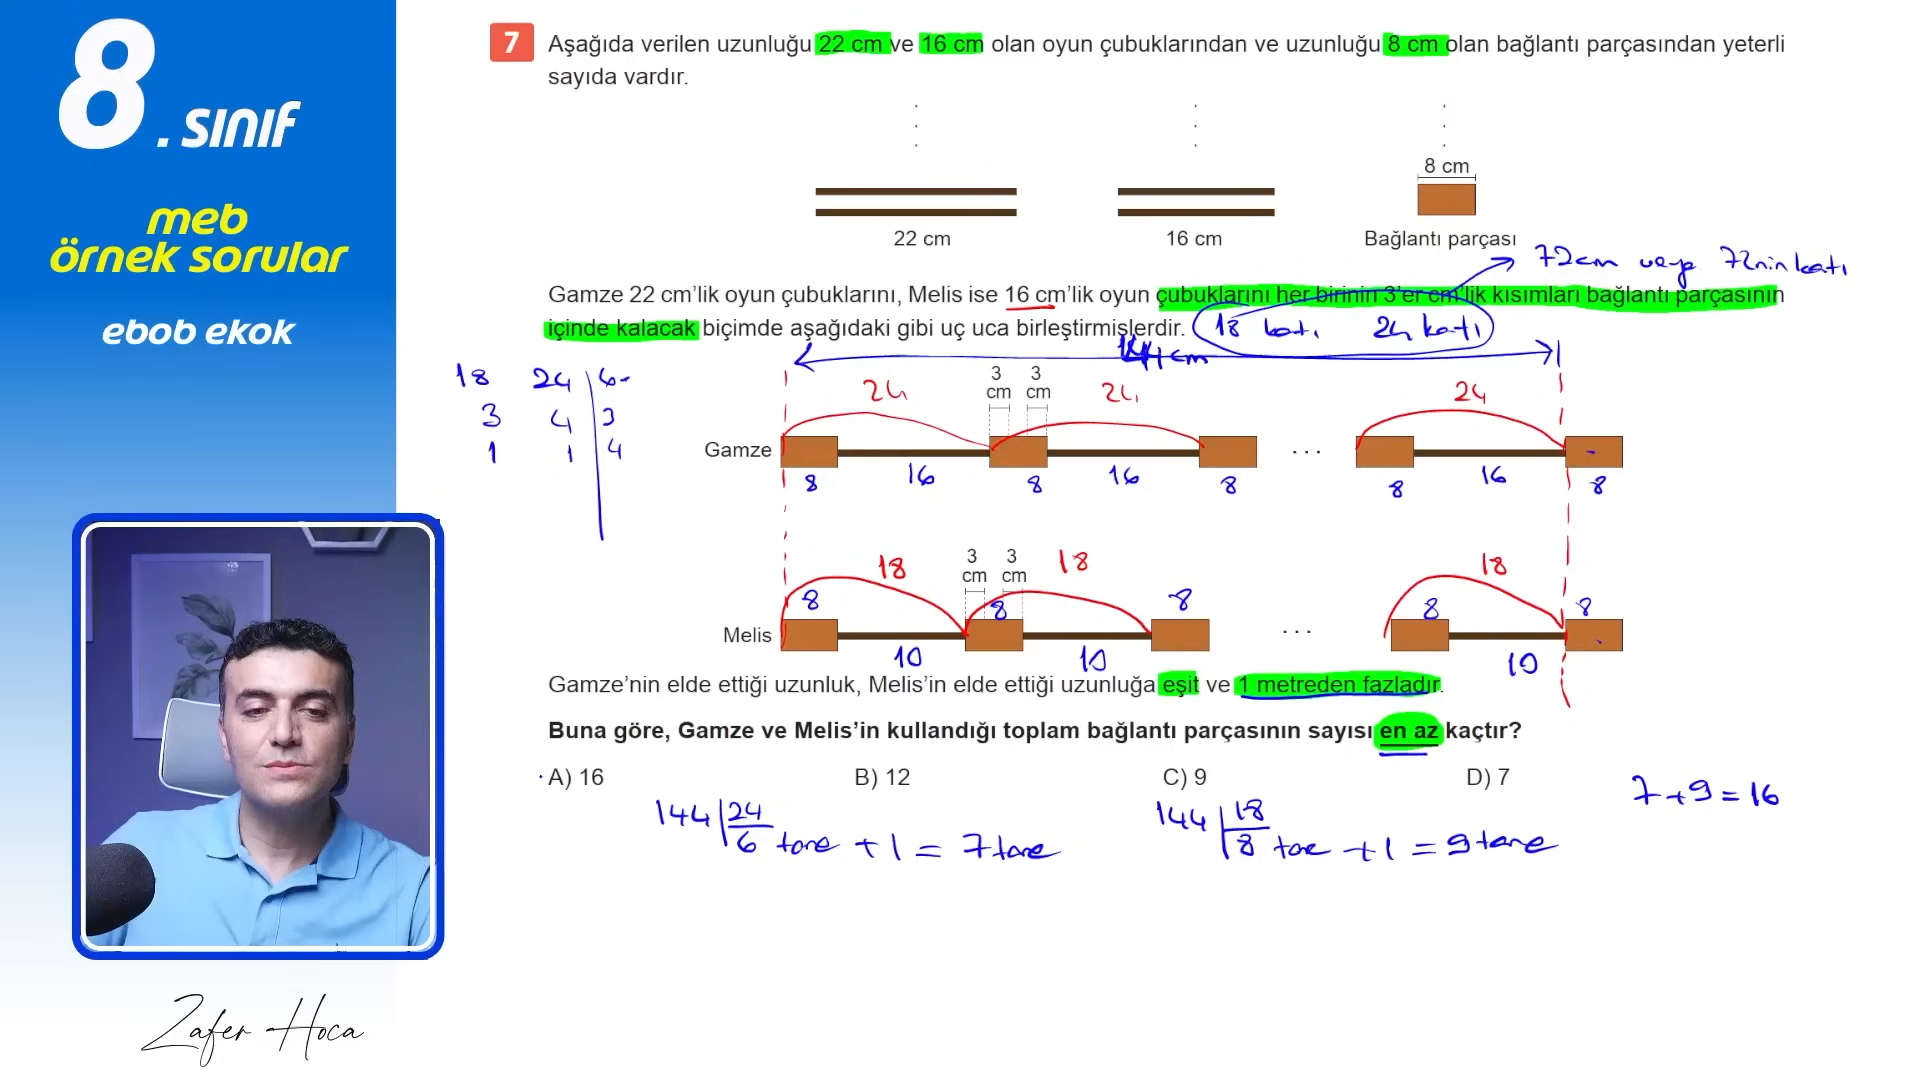 8. SINIF
meb
örnek sorular
ebob ekok
7 Aşağıda verilen uzunluğu 22 cm ve 16 cm olan oyun çubuklarından ve uzunluğu 8 cm olan bağlantı parçasından yeterli
sayıda vardır.
8 cm
22 cm 16 cm Bağlantı parçası
72cm veya 72nin katı
Gamze 22 cm’lik oyun çubuklarını, Melis ise 16 cm’lik oyun çubuklarını her birinin 3’er cm’lik kısımları bağlantı parçasının
içinde kalacak biçimde aşağıdaki gibi uç uca birleştirmişlerdir. 18 katı 24 katı
144 cm
18 24 6
3 4 3
1 1 4
3 cm 3 cm
24 24 24
Gamze ...
8 16 8 16 8 8 16 8
3 cm 3 cm
18 18 18
8 8 8 8 8
Melis ...
10 10 10
Gamze’nin elde ettiği uzunluk, Melis’in elde ettiği uzunluğa eşit ve 1 metreden fazladır.
Buna göre, Gamze ve Melis’in kullandığı toplam bağlantı parçasının sayısı en az kaçtır?
A) 16 B) 12 C) 9 D) 7
7+9=16
144 24 6 tane +1 = 7 tane
144 18 8 tane +1 = 9 tane
Zafer Hoca